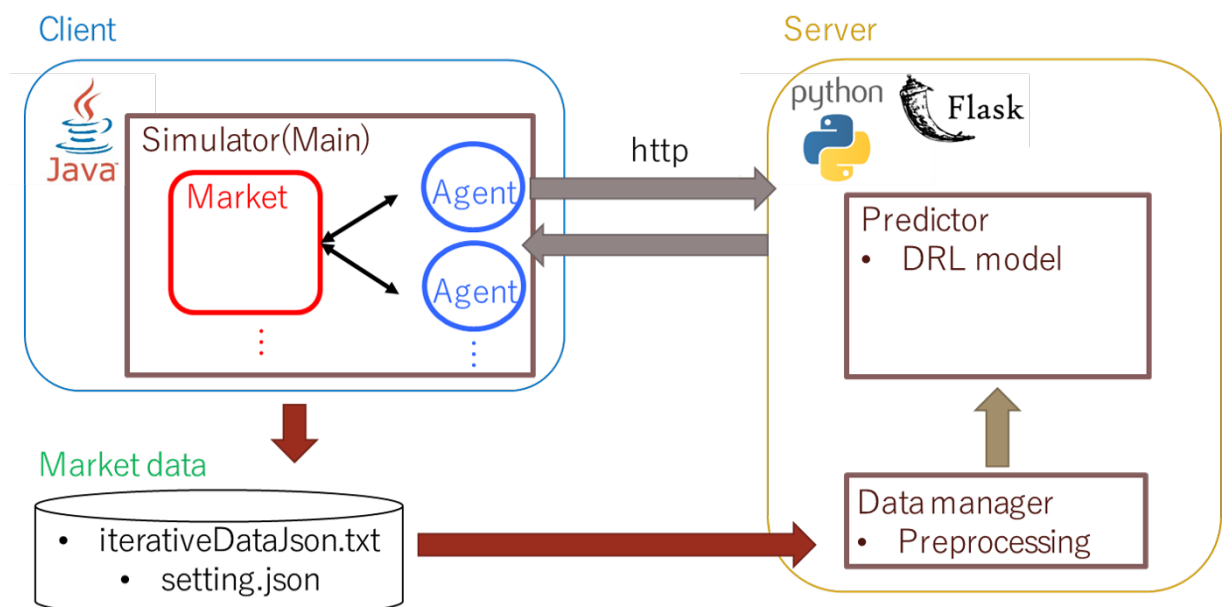 Client
Java
Simulator(Main)
Market
Agent
Agent
http
Server
python
Flask
Predictor
• DRL model
Market data
• iterativeDataJson.txt
• setting.json
Data manager
• Preprocessing